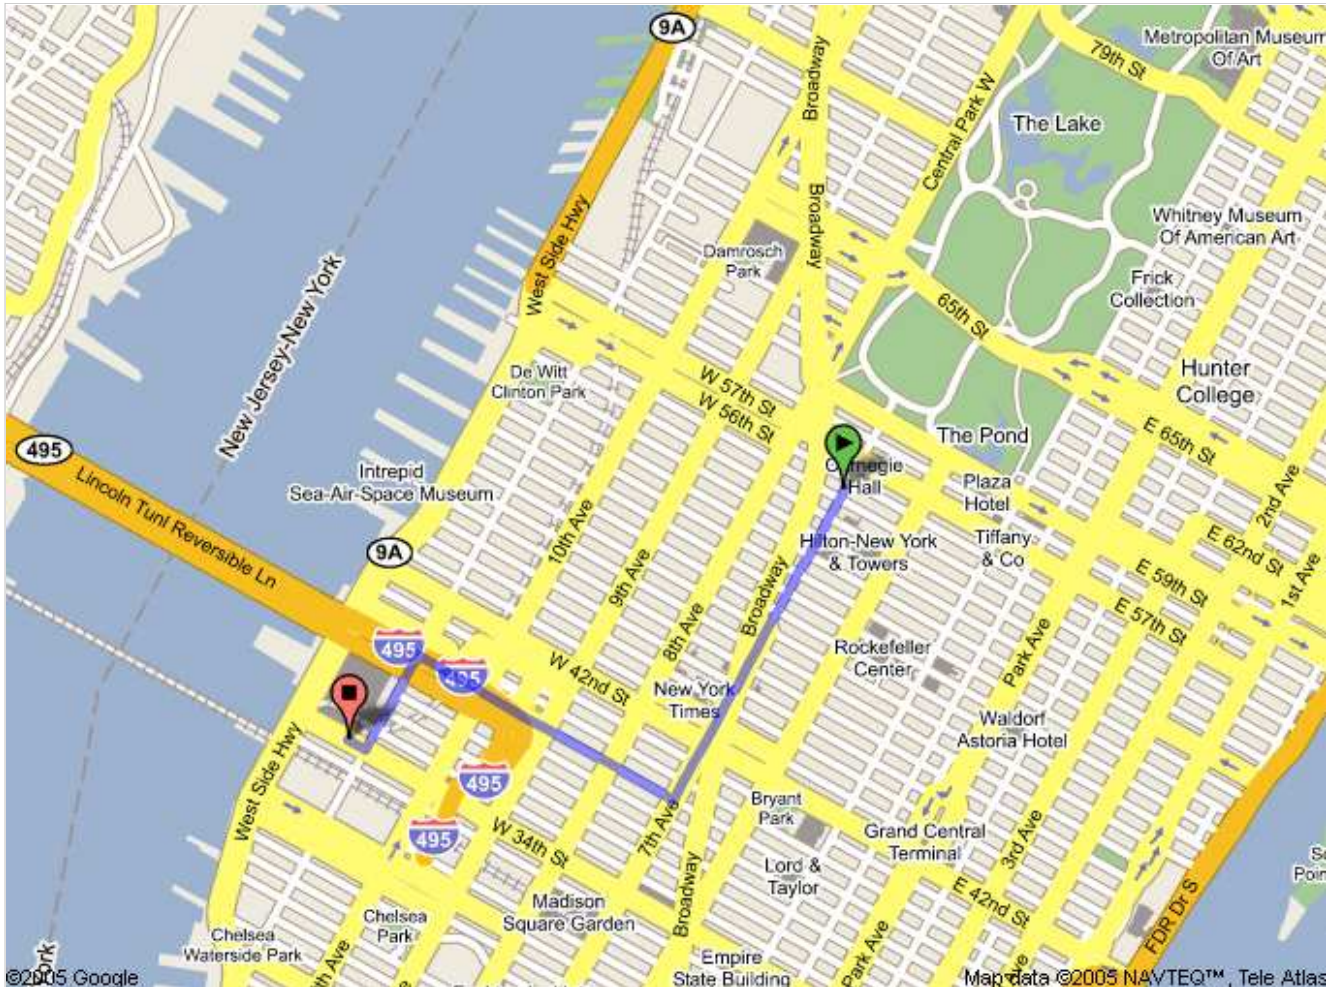 9A
Metropolitan Museum
Of Art
79th St
Broadway
Central Park W
The Lake
Broadway
Whitney Museum
Of American Art
West Side Hwy
Damrosch
Park
Frick
Collection
New Jersey-New York
65th St
De Witt
Clinton Park
W 57th St
W 56th St
Hunter
College
495
The Pond
E 65th St
Carnegie
Hall
Intrepid
Sea-Air-Space Museum
Plaza
Hotel
2nd Ave
Lincoln Tunl Reversible Ln
10th Ave
Hilton-New York
& Towers
Tiffany
& Co
E 62nd St
9A
9th Ave
Broadway
E 59th St
1st Ave
E 57th St
8th Ave
495
495
W 42nd St
Rockefeller
Center
Park Ave
New York
Times
Waldorf
Astoria Hotel
West Side Hwy
495
7th Ave
Bryant
Park
495
W 34th St
Grand Central
Terminal
3rd Ave
Lord &
Taylor
Broadway
E 42nd St
Madison
Square Garden
Chelsea
Park
FDR Dr S
Chelsea
Waterside Park
Park Ave
Empire
State Building
©2005 Google
Map data ©2005 NAVTEQ™, Tele Atlas